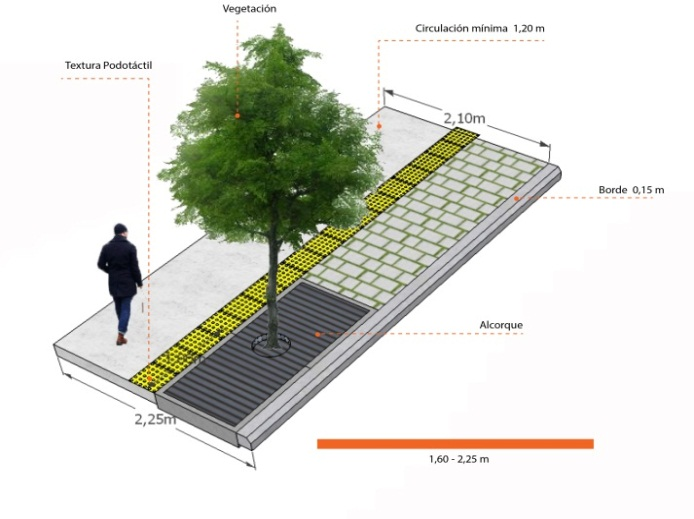 Vegetación
Circulación mínima 1,20 m
Textura Podotáctil
2,10m
Borde 0,15 m
Alcorque
2,25m
1,60 - 2,25 m